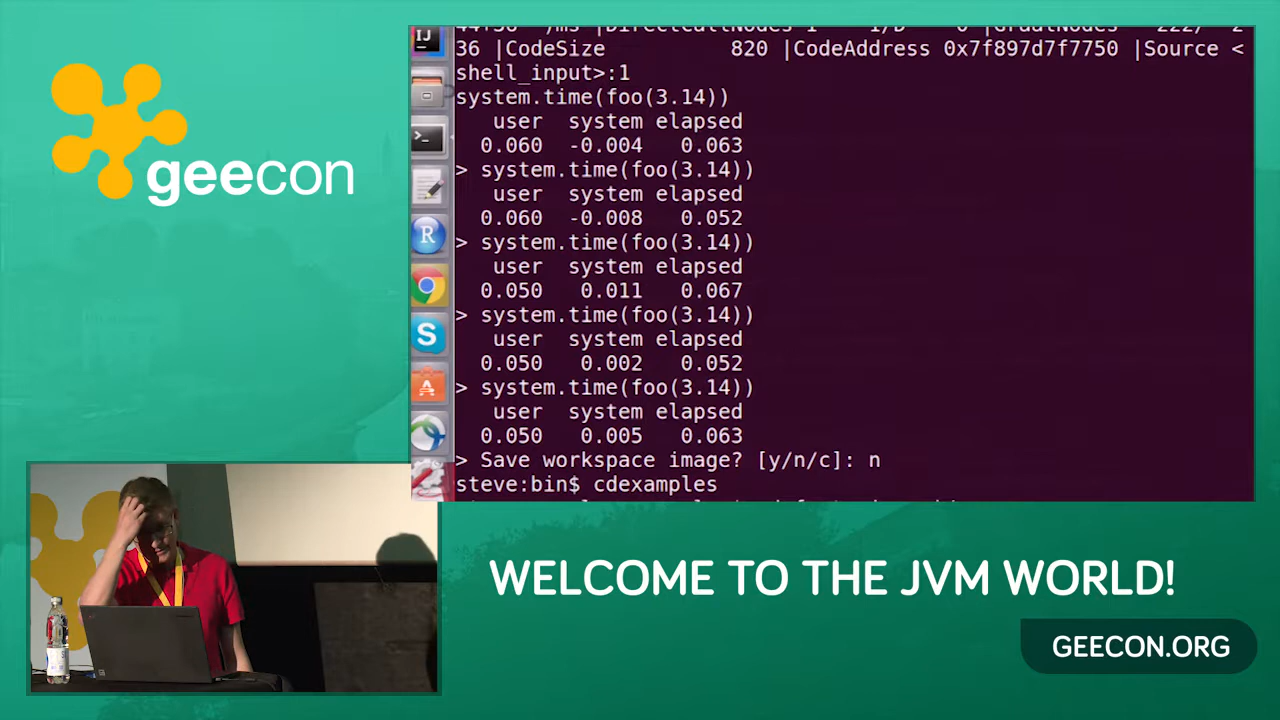 geecon
36 |CodeSize 820 |CodeAddress 0x7f897d7f7750 |Source <
shell_input>:1
system.time(foo(3.14))
user system elapsed
0.060 -0.004 0.063
> system.time(foo(3.14))
user system elapsed
0.060 -0.008 0.052
> system.time(foo(3.14))
user system elapsed
0.050 0.011 0.067
> system.time(foo(3.14))
user system elapsed
0.050 0.002 0.052
> system.time(foo(3.14))
user system elapsed
0.050 0.005 0.063
> Save workspace image? [y/n/c]: n
steve:bin$ cdexamples
WELCOME TO THE JVM WORLD!
GEECON.ORG